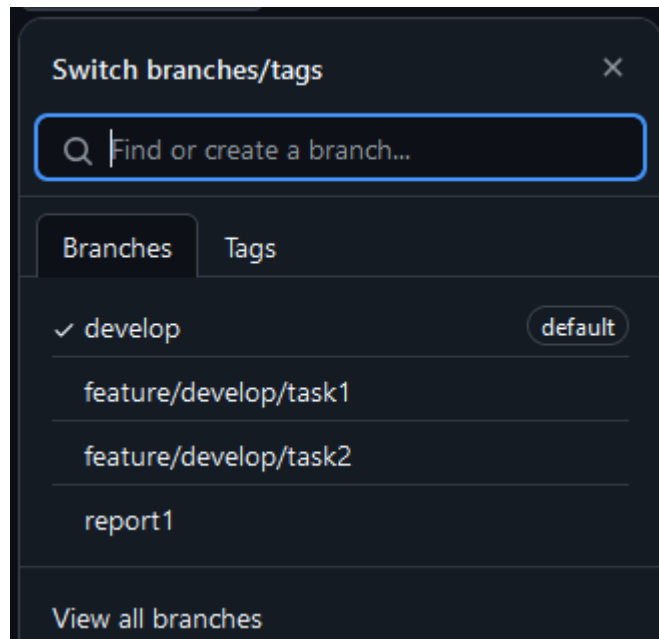 Switch branches/tags
Find or create a branch...
Branches Tags
develop default
feature/develop/task1
feature/develop/task2
report1
View all branches